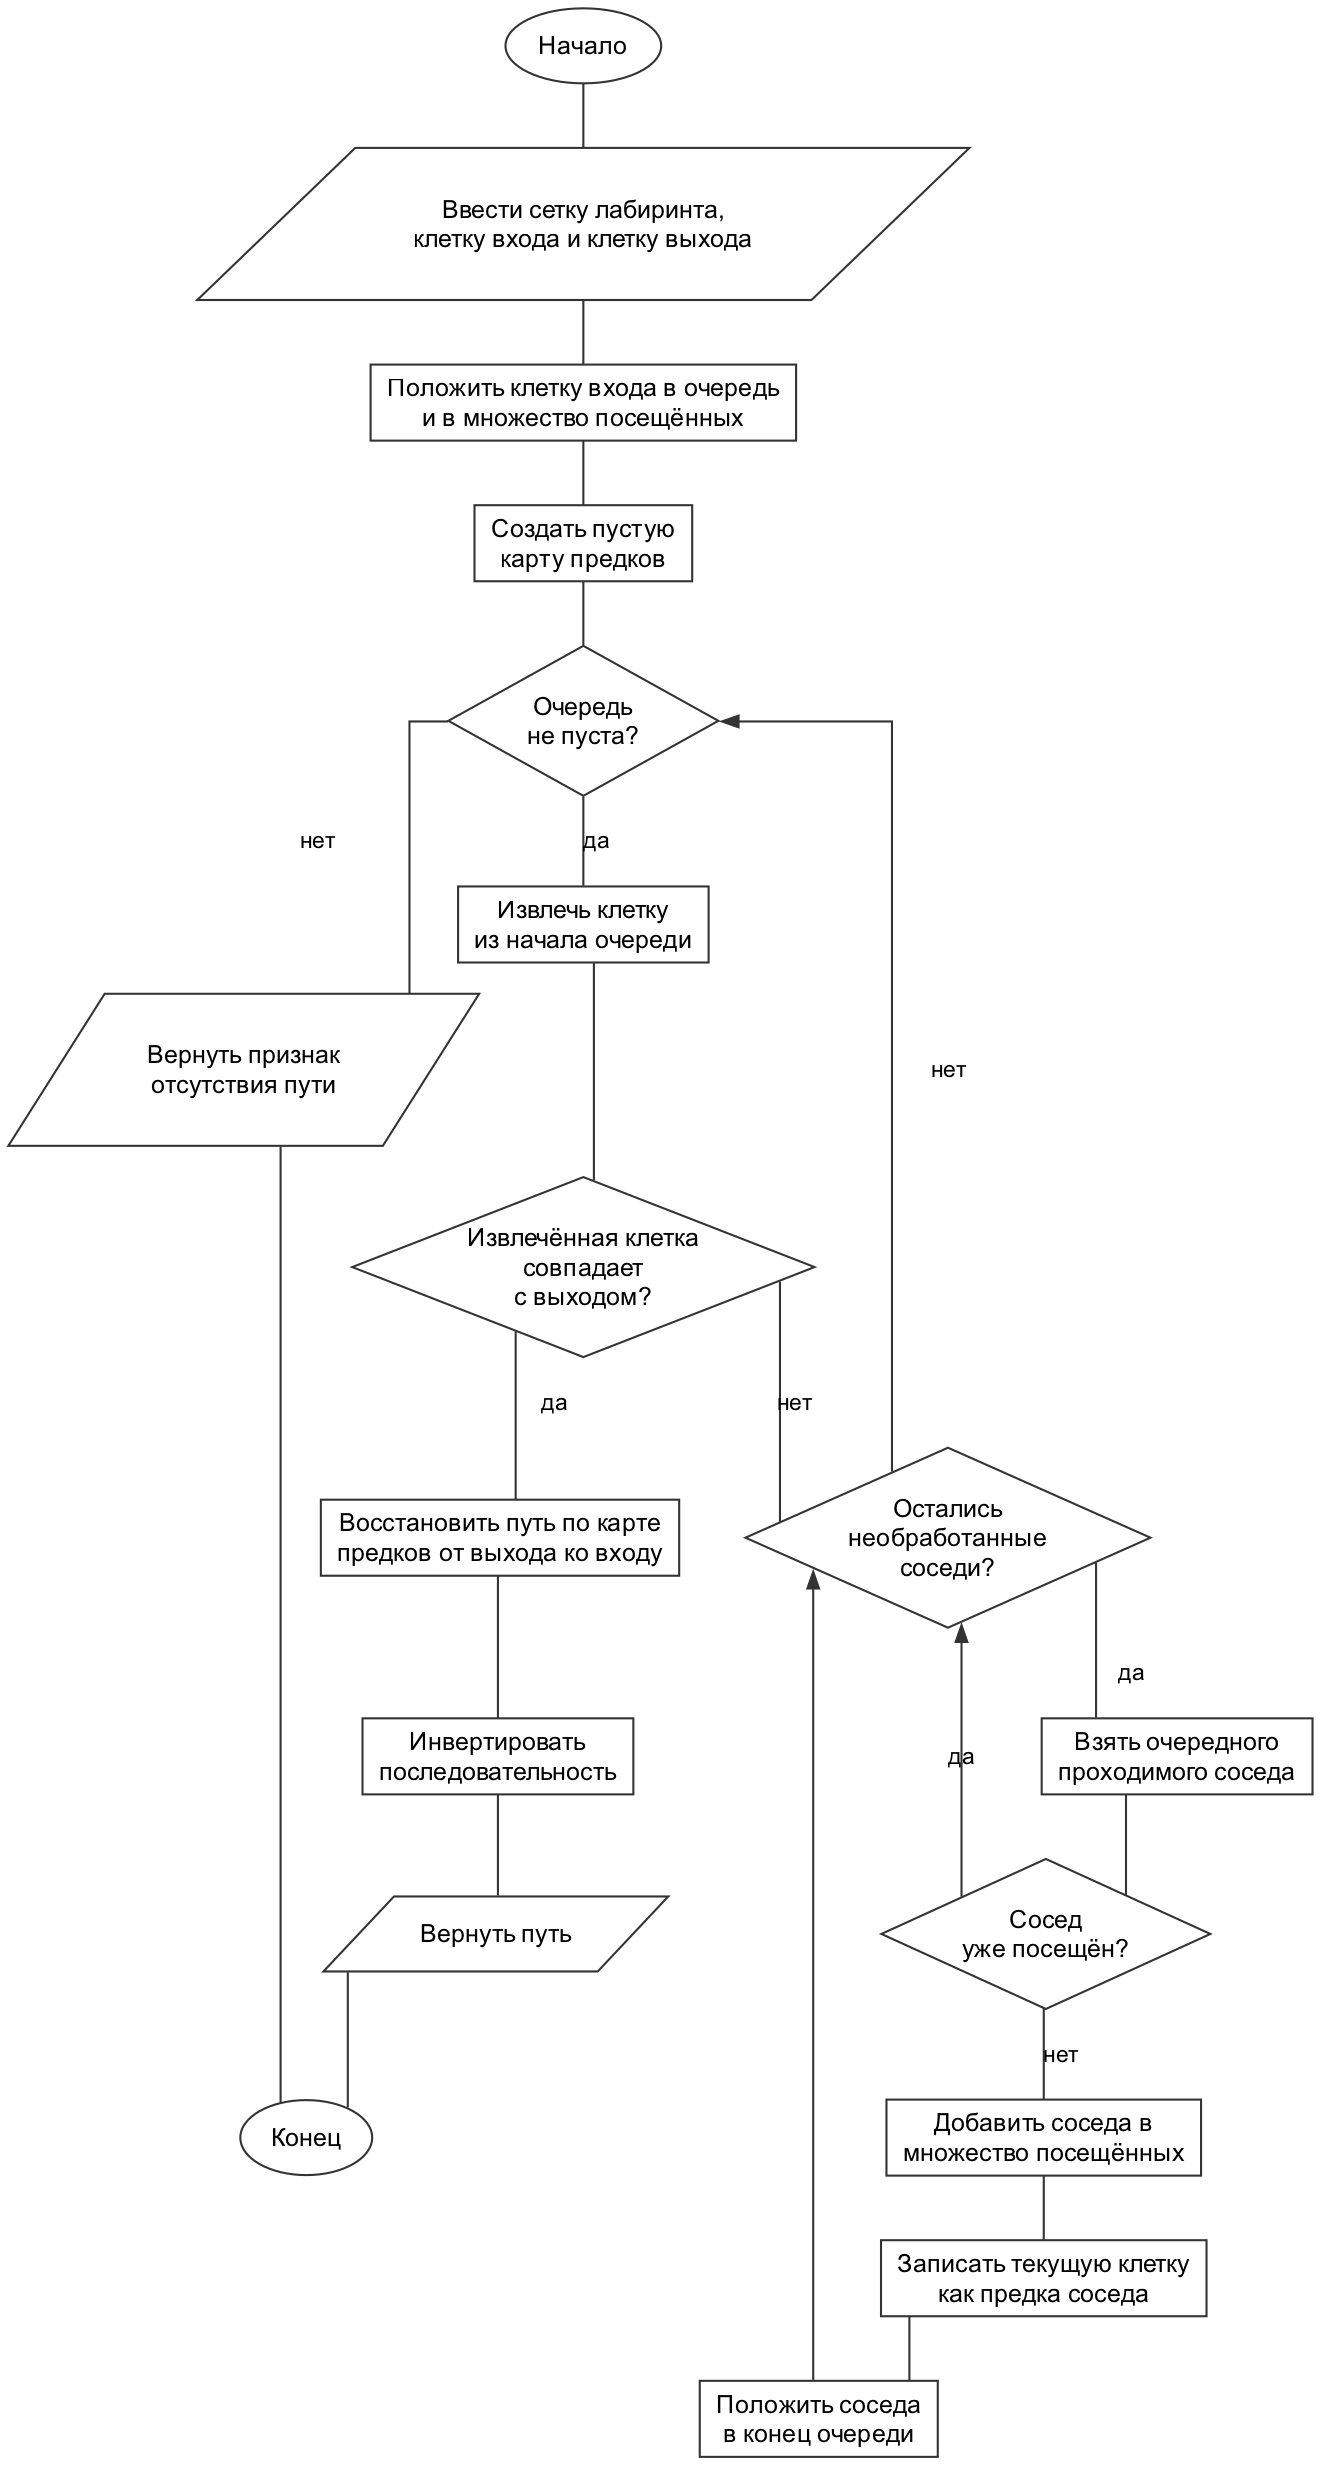 Начало
Ввести сетку лабиринта,
клетку входа и клетку выхода
Положить клетку входа в очередь
и в множество посещённых
Создать пустую
карту предков
Очередь
не пуста?
нет
да
Извлечь клетку
из начала очереди
Вернуть признак
отсутствия пути
нет
Извлечённая клетка
совпадает
с выходом?
да
нет
Восстановить путь по карте
предков от выхода ко входу
Остались
необработанные
соседи?
да
Инвертировать
последовательность
да
Взять очередного
проходимого соседа
Вернуть путь
Сосед
уже посещён?
нет
Конец
Добавить соседа в
множество посещённых
Записать текущую клетку
как предка соседа
Положить соседа
в конец очереди